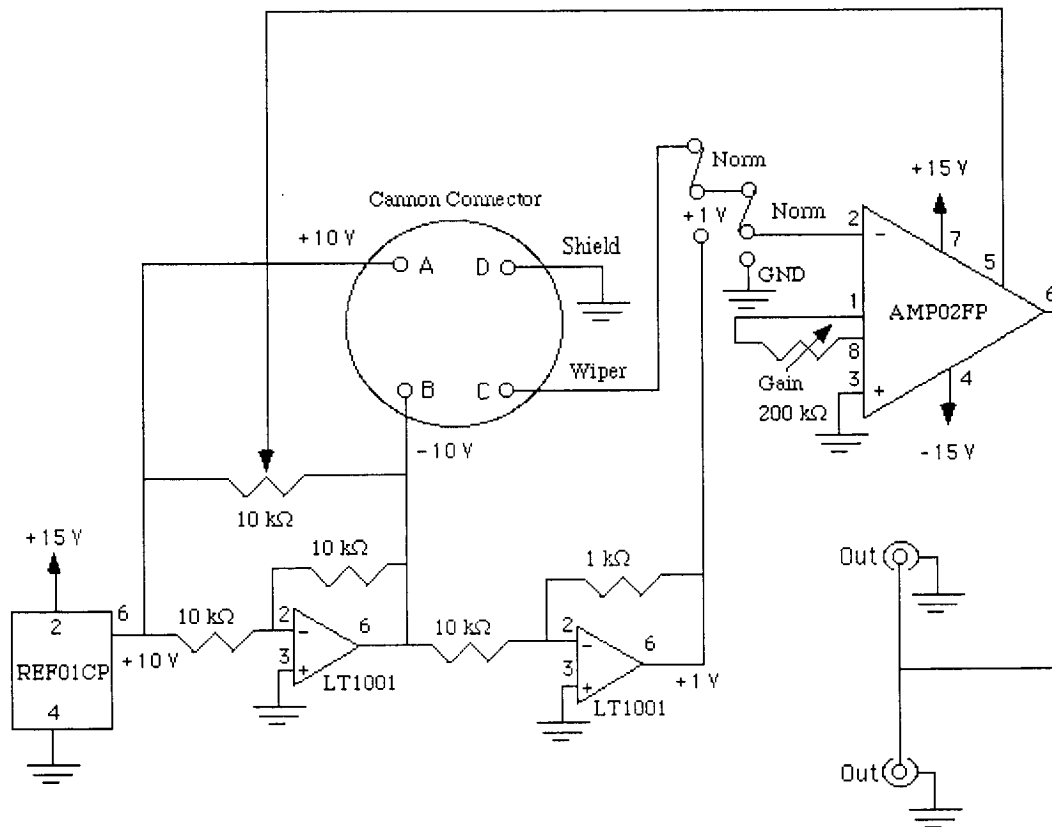 Norm
+1 V
Norm
+15 V
Cannon Connector
+10 V
Shield
A
D
2
−
7
5
GND
1
AMP02FP
6
8
Gain
200 kΩ
3
+
4
-15 V
Wiper
B
C
-10 V
10 kΩ
+15 V
10 kΩ
1 kΩ
Out
6
10 kΩ
2
REF01CP
4
+10 V
2
−
3
+
6
LT1001
10 kΩ
2
−
3
+
6
+1 V
LT1001
Out